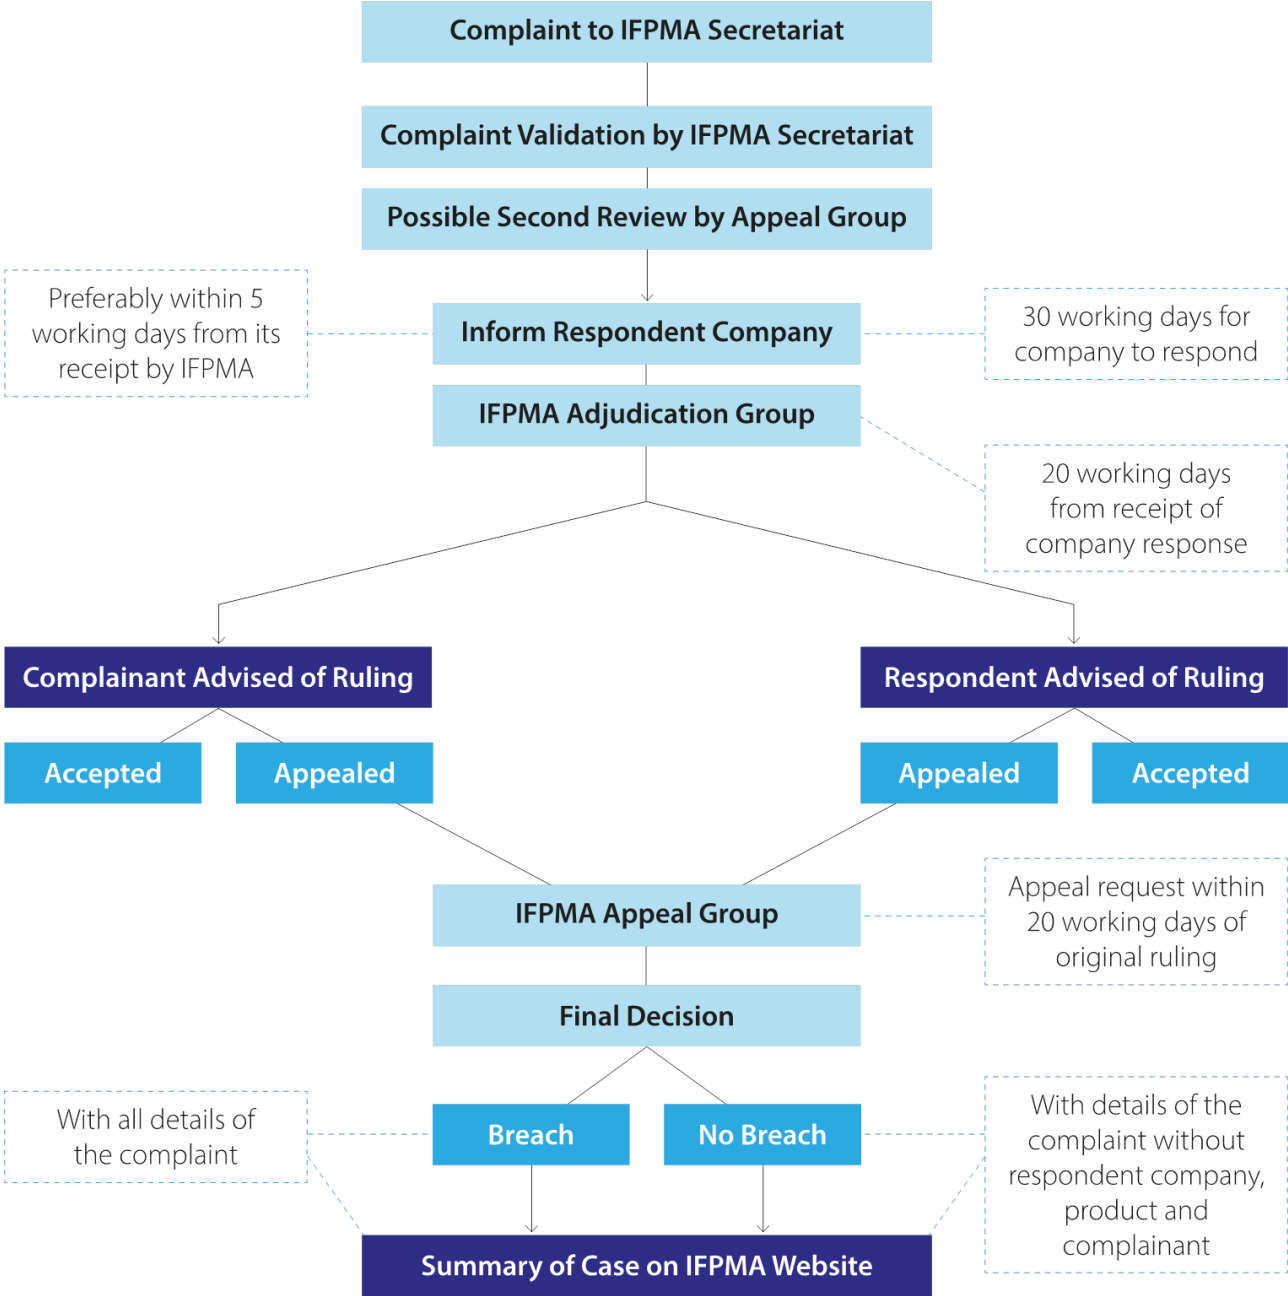 Complaint to IFPMA Secretariat
Complaint Validation by IFPMA Secretariat
Possible Second Review by Appeal Group
Preferably within 5
working days from its
receipt by IFPMA
Inform Respondent Company
30 working days for
company to respond
IFPMA Adjudication Group
20 working days
from receipt of
company response
Complainant Advised of Ruling
Respondent Advised of Ruling
Accepted
Appealed
Appealed
Accepted
IFPMA Appeal Group
Appeal request within
20 working days of
original ruling
Final Decision
With all details of
the complaint
Breach
No Breach
With details of the
complaint without
respondent company,
product and
complainant
Summary of Case on IFPMA Website